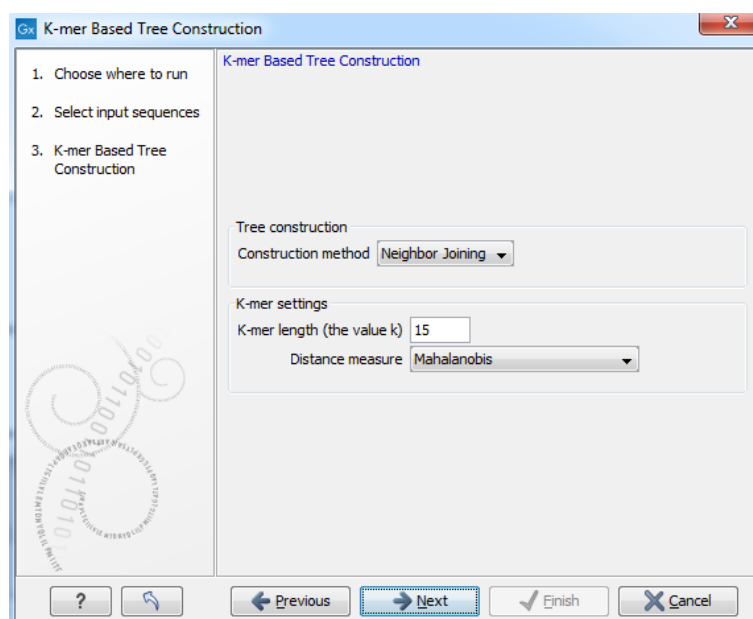 Gx K-mer Based Tree Construction
X
1. Choose where to run
2. Select input sequences
3. K-mer Based Tree
Construction
K-mer Based Tree Construction
Tree construction
Construction method Neighbor Joining
K-mer settings
K-mer length (the value k) 15
Distance measure Mahalanobis
? Previous Next Finish Cancel